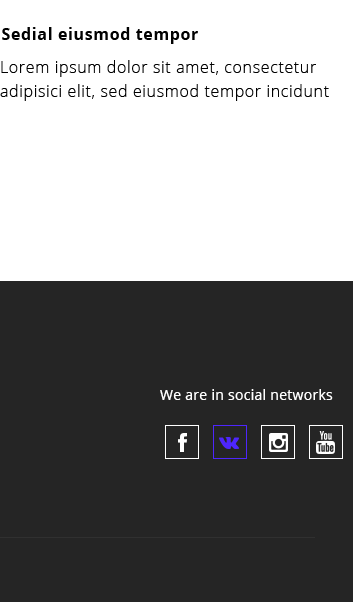 Sedial eiusmod tempor
Lorem ipsum dolor sit amet, consectetur
adipisici elit, sed eiusmod tempor incidunt
We are in social networks
You
Tube